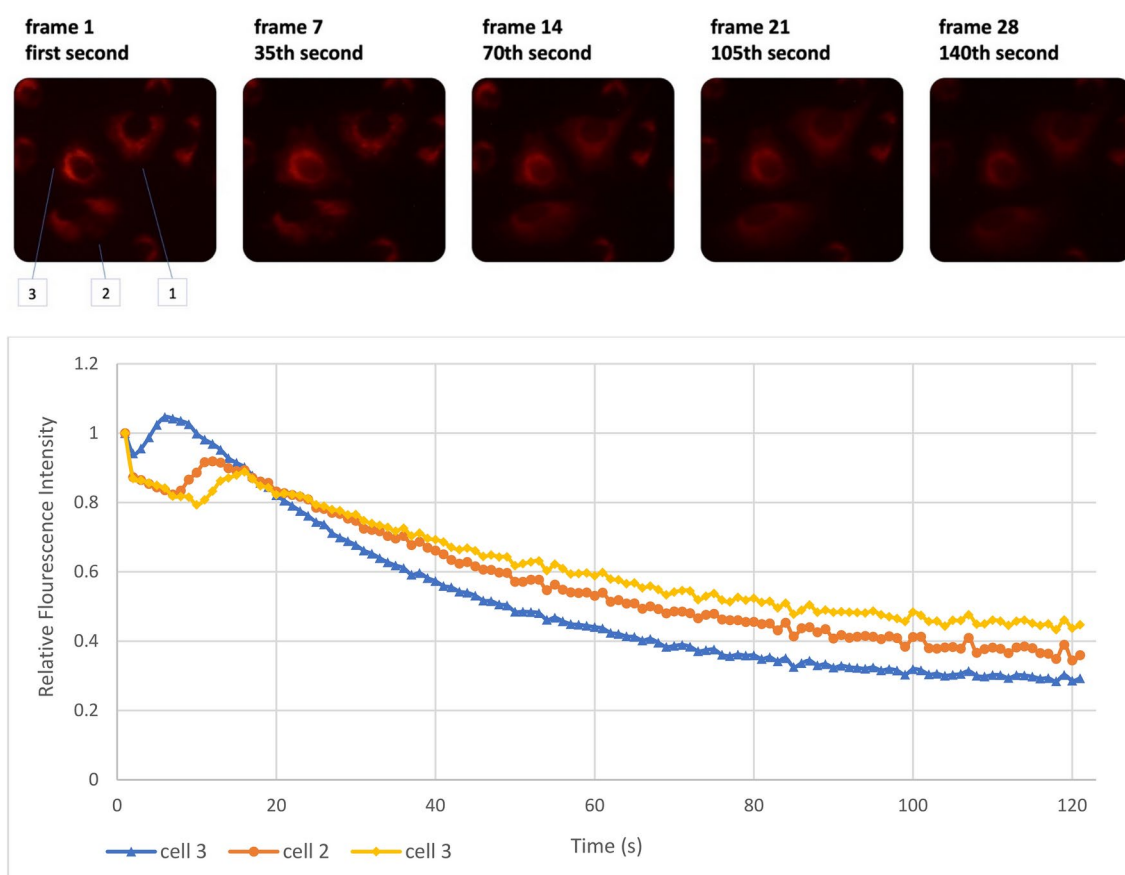 frame 1
first second
frame 7
35th second
frame 14
70th second
frame 21
105th second
frame 28
140th second
3
2
1
1.2
1
0.8
0.6
0.4
0.2
0
Relative Flourescence Intensity
0
20
40
60
80
100
120
Time (s)
cell 3
cell 2
cell 3